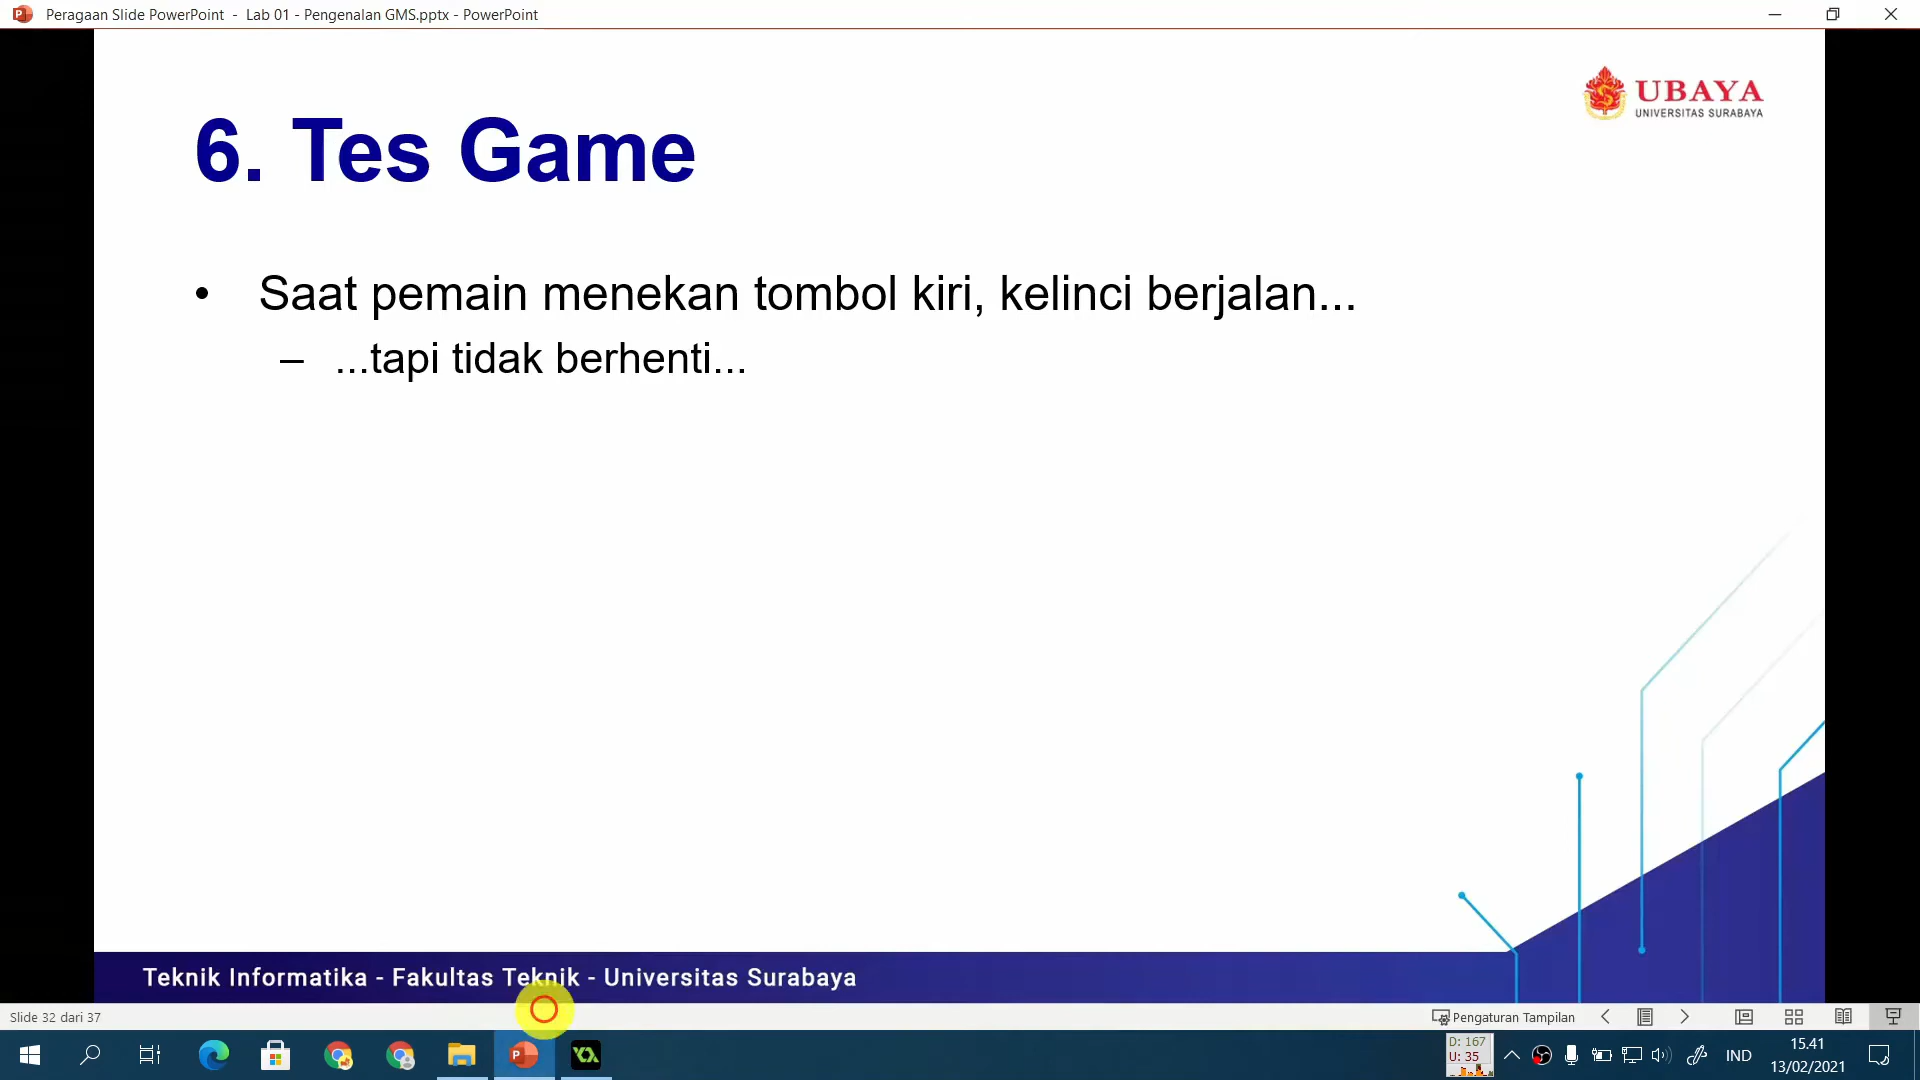 Peragaan Slide PowerPoint - Lab 01 - Pengenalan GMS.pptx - PowerPoint
UBAYA
UNIVERSITAS SURABAYA
6. Tes Game
• Saat pemain menekan tombol kiri, kelinci berjalan...
– ...tapi tidak berhenti...
Teknik Informatika - Fakultas Teknik - Universitas Surabaya
Slide 32 dari 37
Pengaturan Tampilan
D: 167
U: 35
IND
15.41
13/02/2021